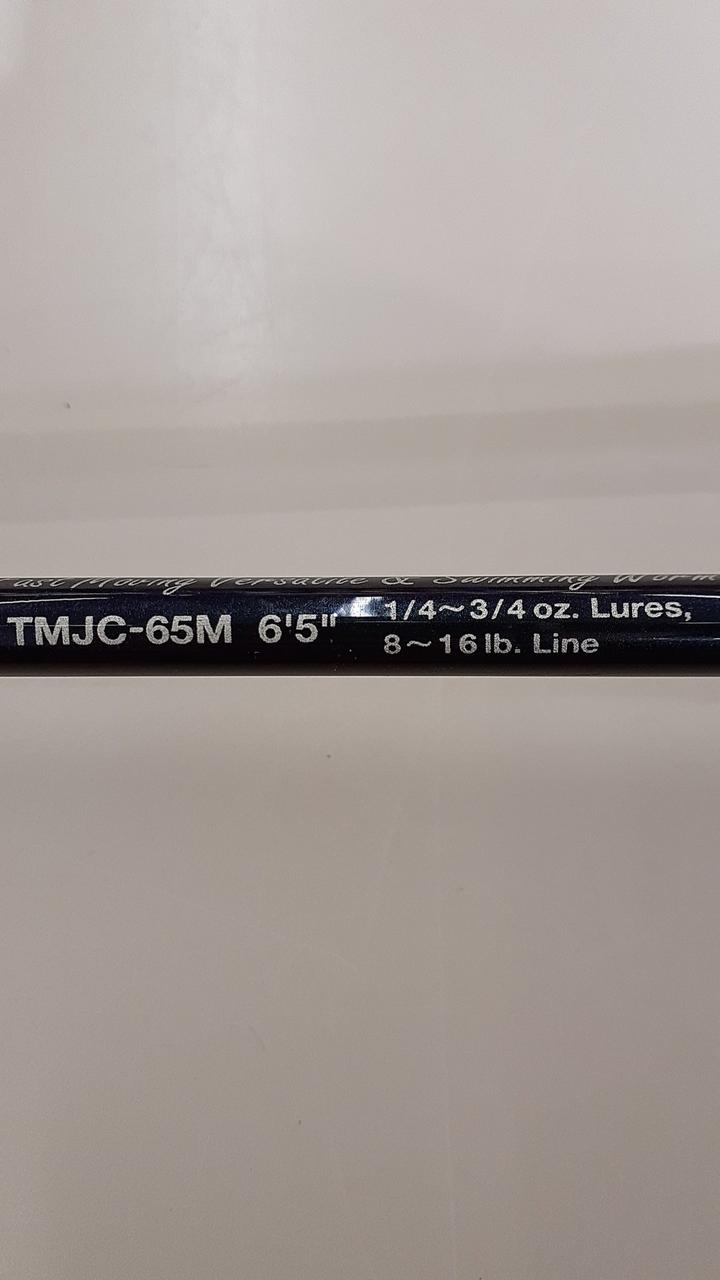 Moving Versatile & Swimming
TMJC-65M 6'5" 1/4~3/4 oz. Lures,
8~16 lb. Line